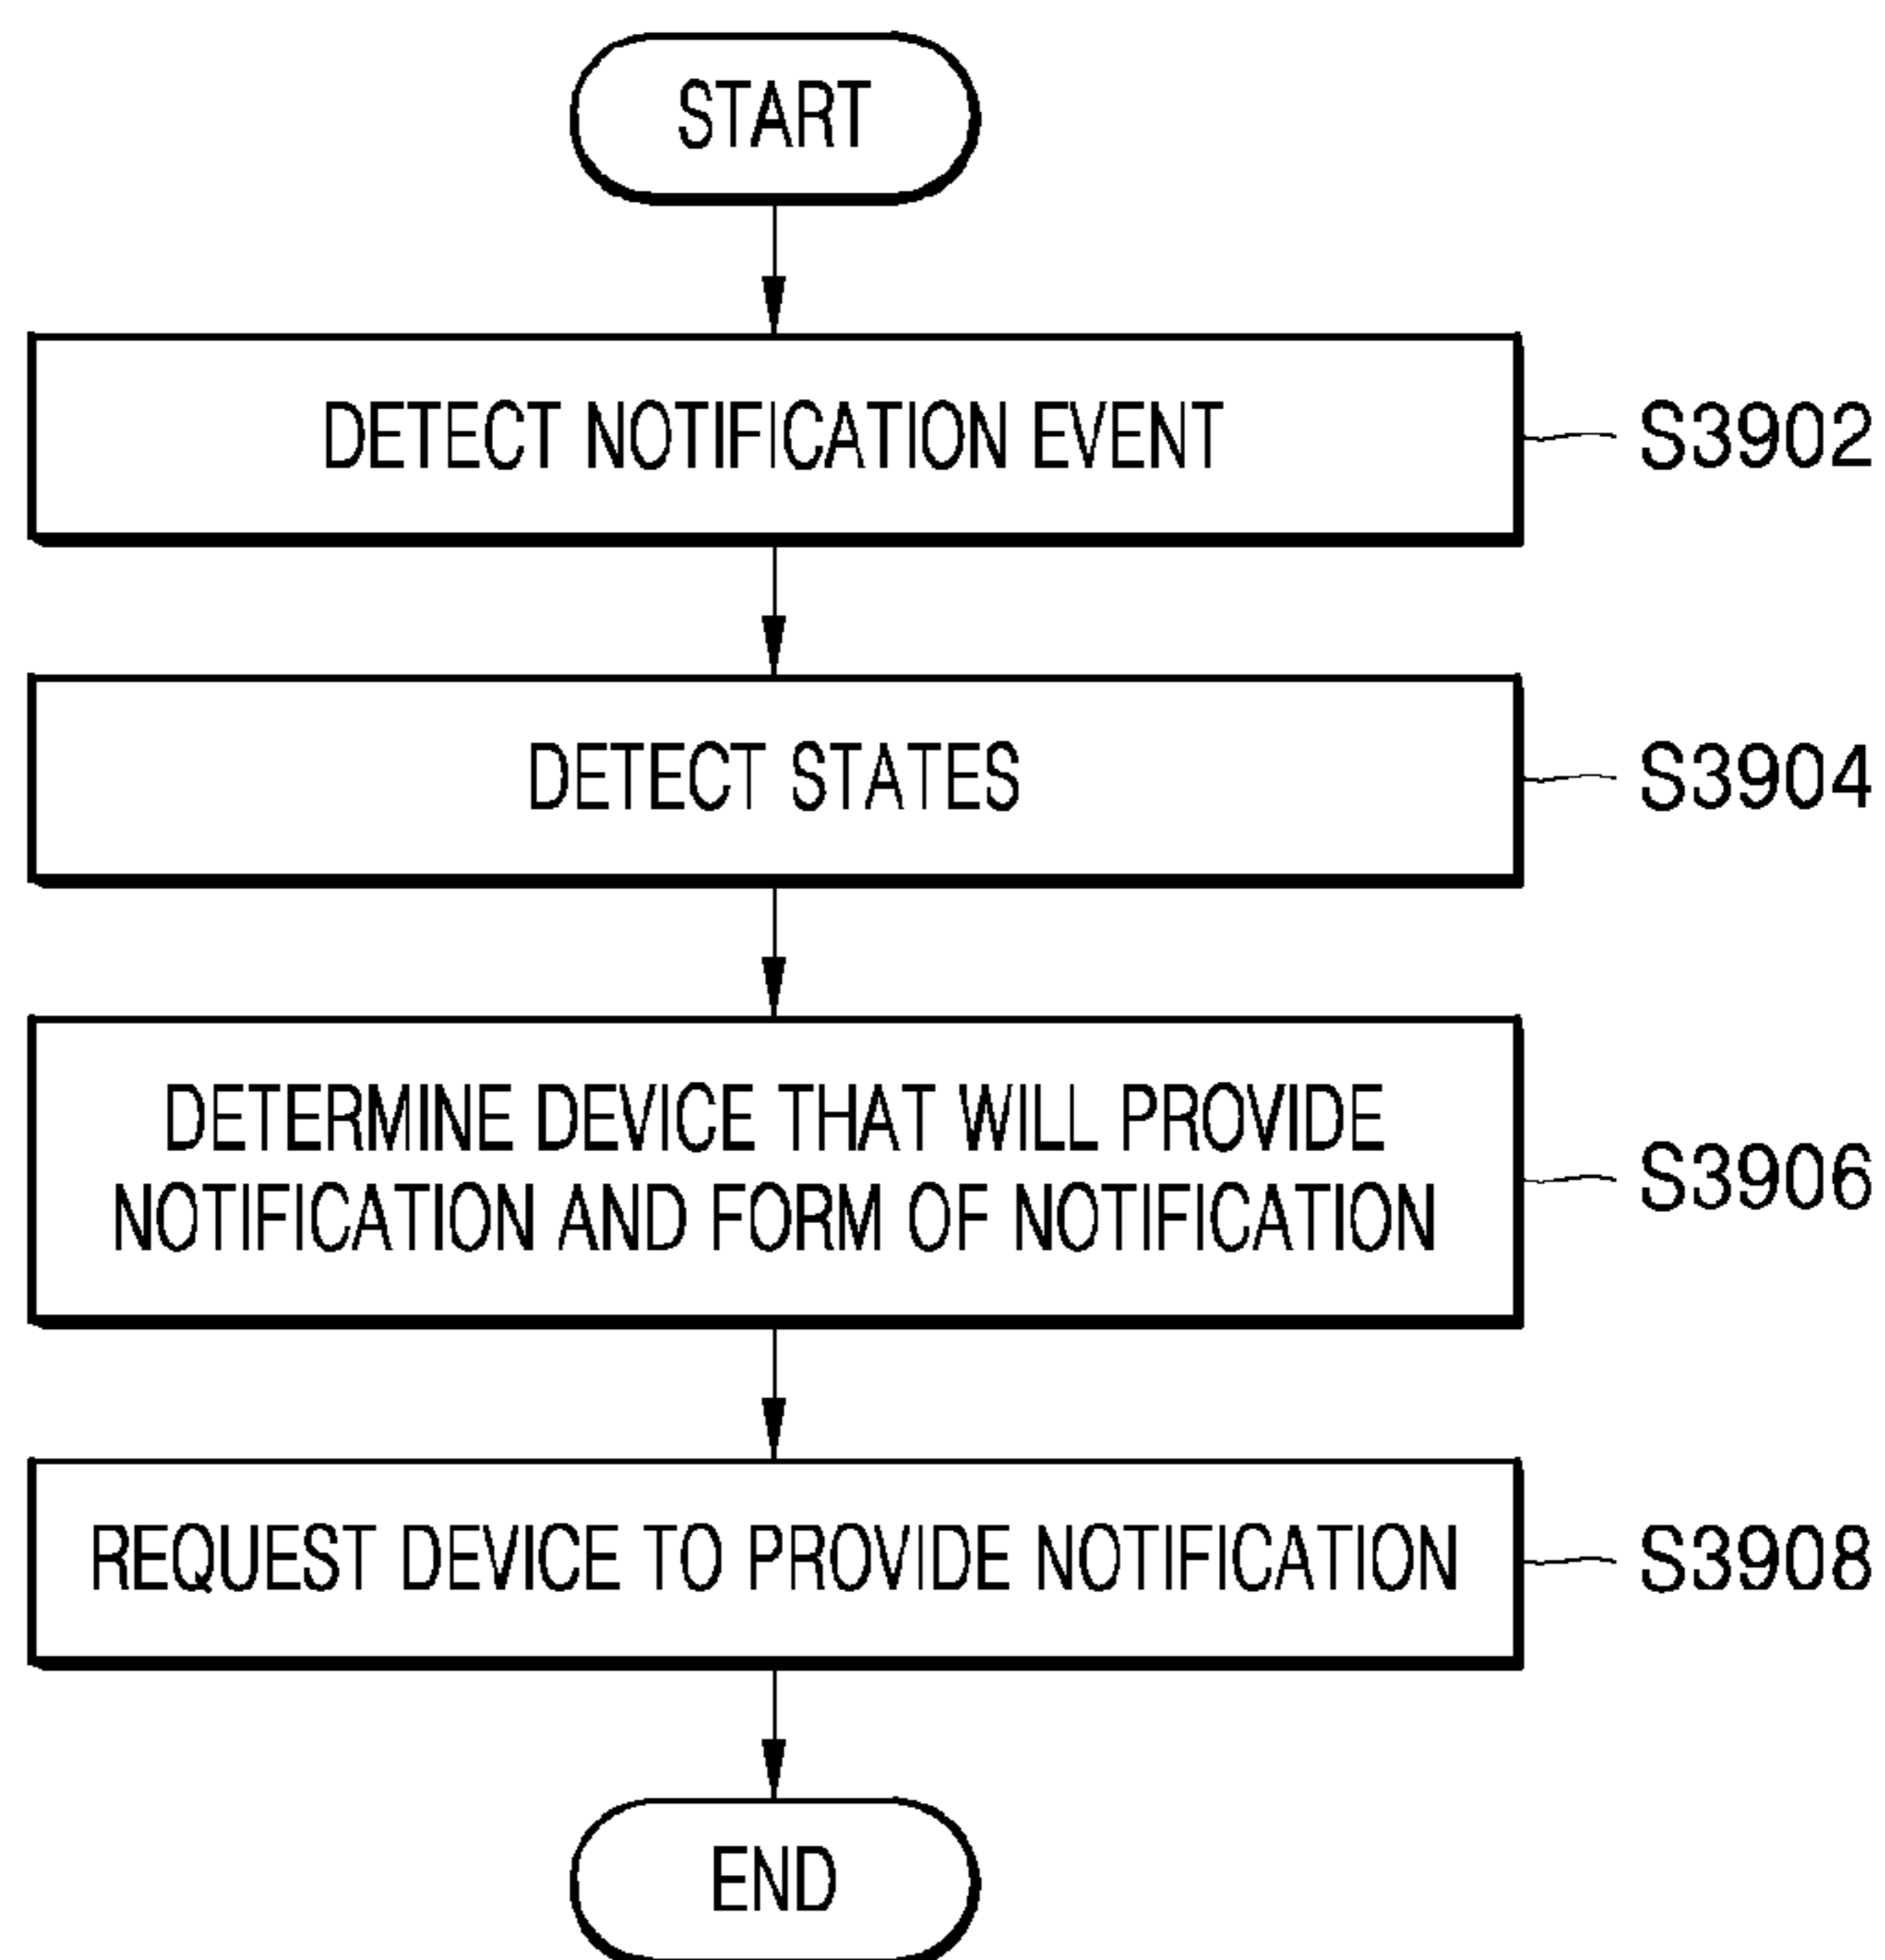 START
DETECT NOTIFICATION EVENT
S3902
DETECT STATES
S3904
DETERMINE DEVICE THAT WILL PROVIDE
NOTIFICATION AND FORM OF NOTIFICATION
S3906
REQUEST DEVICE TO PROVIDE NOTIFICATION
S3908
END